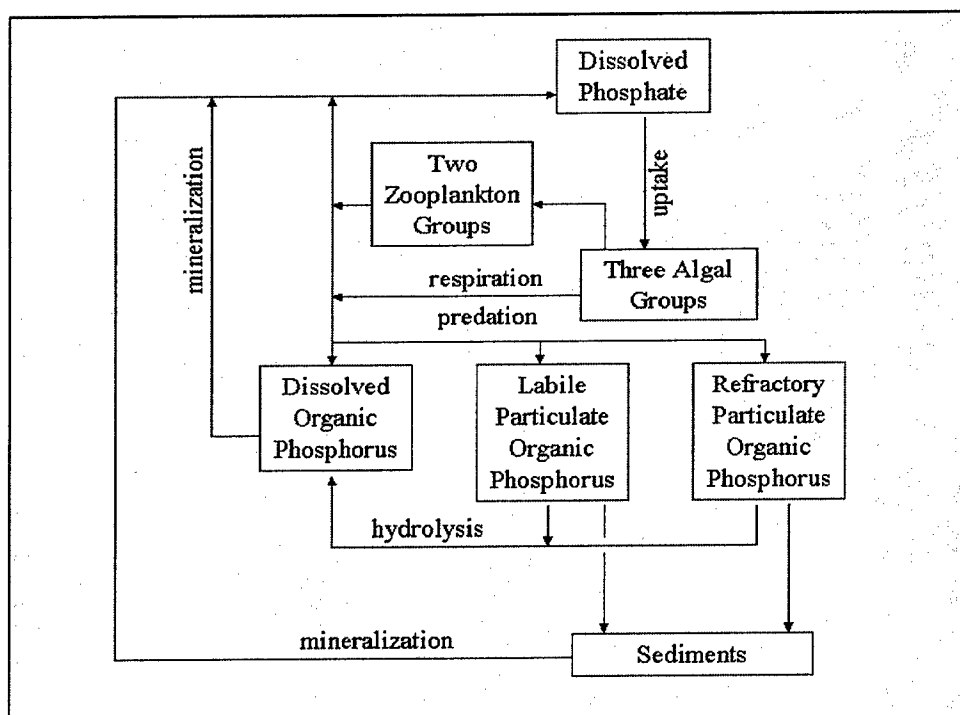 Dissolved
Phosphate
Two
Zooplankton
Groups
mineralization
uptake
Three Algal
Groups
respiration
predation
Dissolved
Organic
Phosphorus
Labile
Particulate
Organic
Phosphorus
Refractory
Particulate
Organic
Phosphorus
hydrolysis
mineralization
Sediments